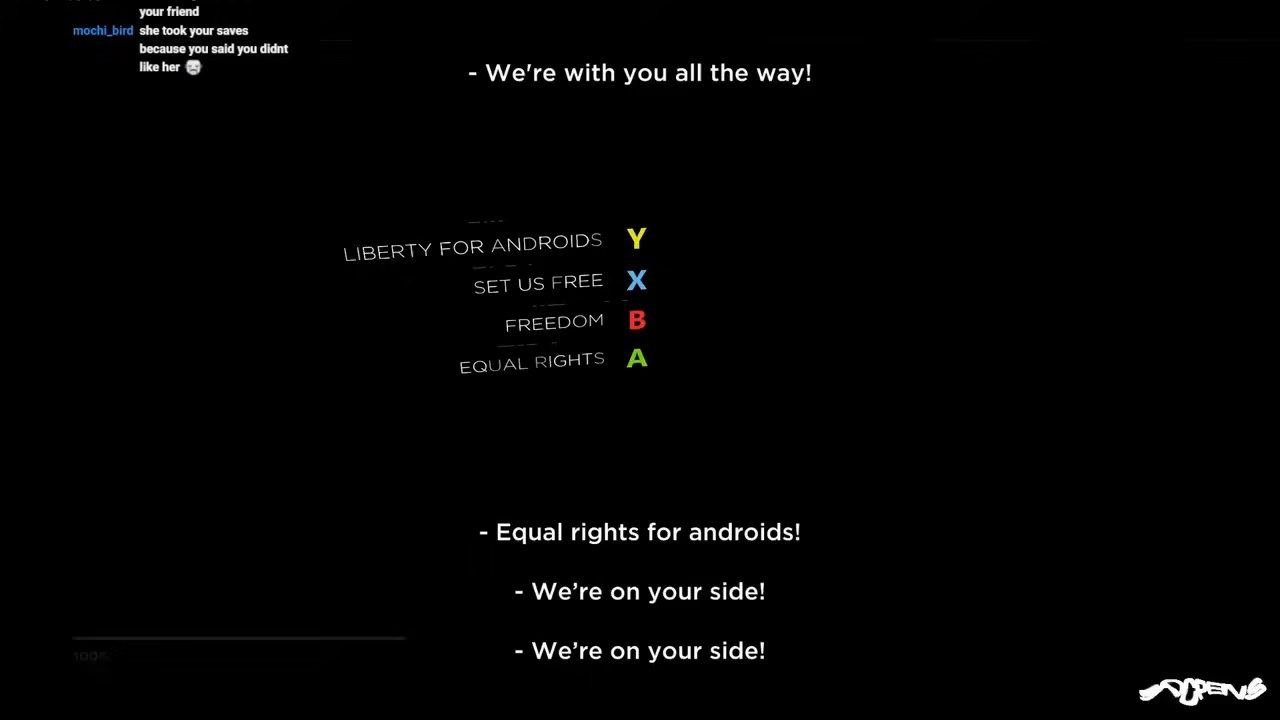 your friend
mochi_bird she took your saves
because you said you didnt
like her
- We're with you all the way!
LIBERTY FOR ANDROIDS Y
SET US FREE X
FREEDOM B
EQUAL RIGHTS A
- Equal rights for androids!
- We’re on your side!
- We’re on your side!
100%